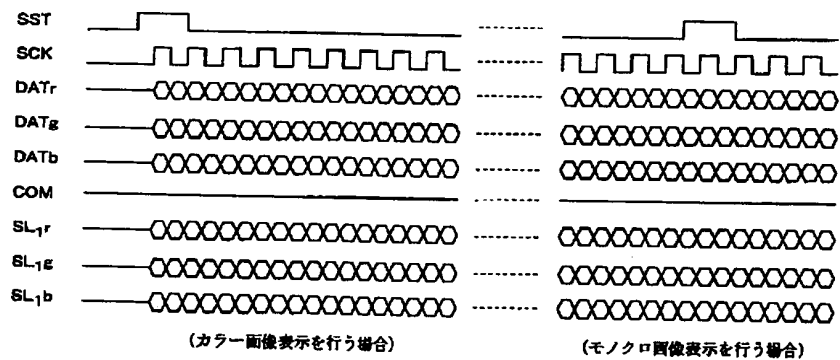 SST
SCK
DATr
DATg
DATb
COM
SL₁r
SL₁g
SL₁b
(カラー画像表示を行う場合)
(モノクロ画像表示を行う場合)